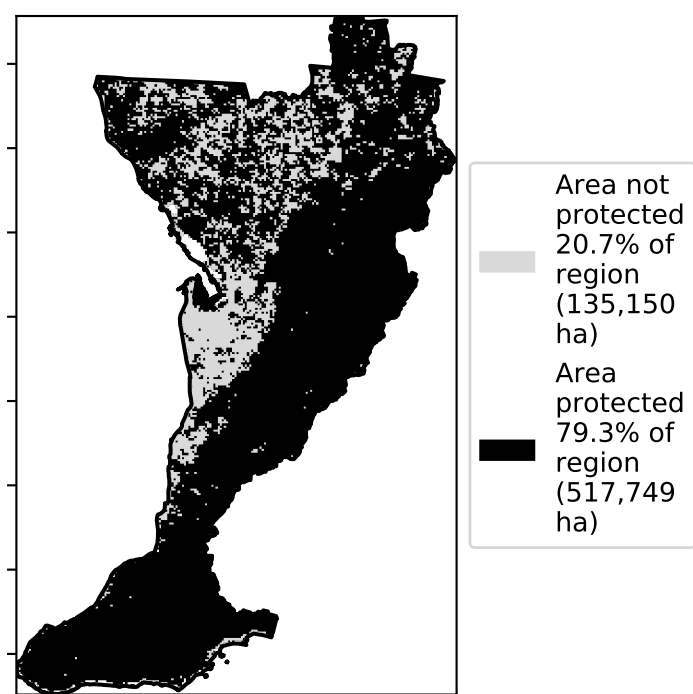 Area not
protected
20.7% of
region
(135,150
ha)
Area
protected
79.3% of
region
(517,749
ha)